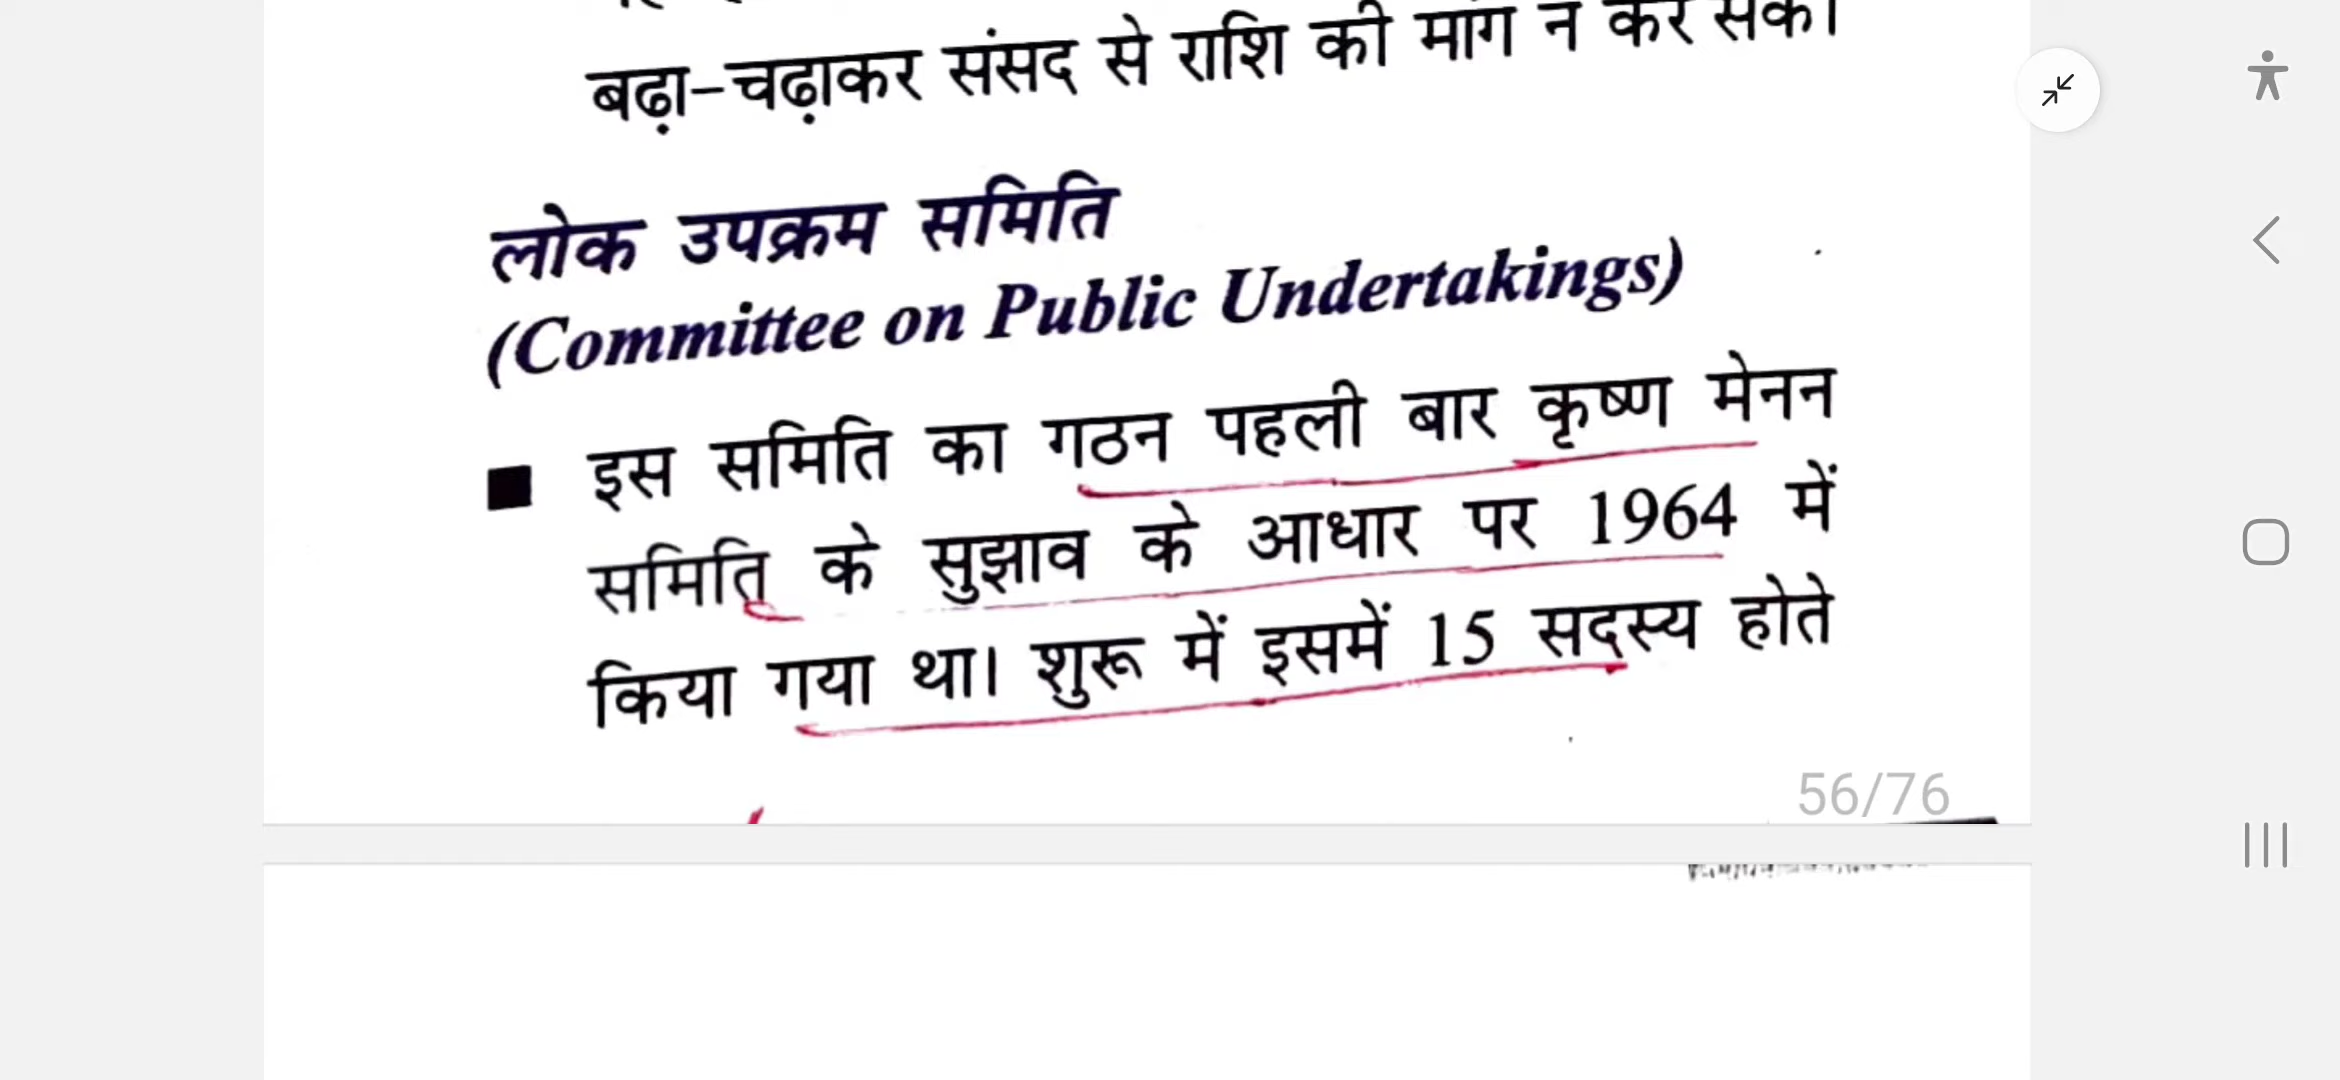 बढ़ा-चढ़ाकर संसद से राशि की मांग न कर सकें।
लोक उपक्रम समिति
(Committee on Public Undertakings)
■ इस समिति का गठन पहली बार कृष्ण मेनन
समिति के सुझाव के आधार पर 1964 में
किया गया था। शुरू में इसमें 15 सदस्य होते
56/76